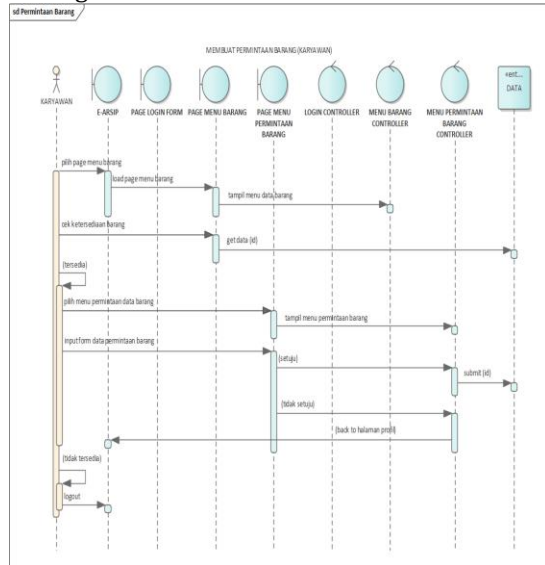 sd Permintaan Barang
MEMBUAT PERMINTAAN BARANG (KARYAWAN)
«ent...
DATA
KARYAWAN
E-ARSIP
PAGE LOGIN FORM
PAGE MENU BARANG
PAGE MENU
PERMINTAAN
BARANG
LOGIN CONTROLLER
MENU BARANG
CONTROLLER
MENU PERMINTAAN
BARANG
CONTROLLER
pilih page menu barang
load page menu barang
tampil menu data barang
cek ketersediaan barang
get data (id)
(tersedia)
pilih menu permintaan data barang
tampil menu permintaan barang
input form data permintaan barang
(setuju)
submit (id)
(tidak setuju)
(back to halaman profil)
(tidak tersedia)
logout